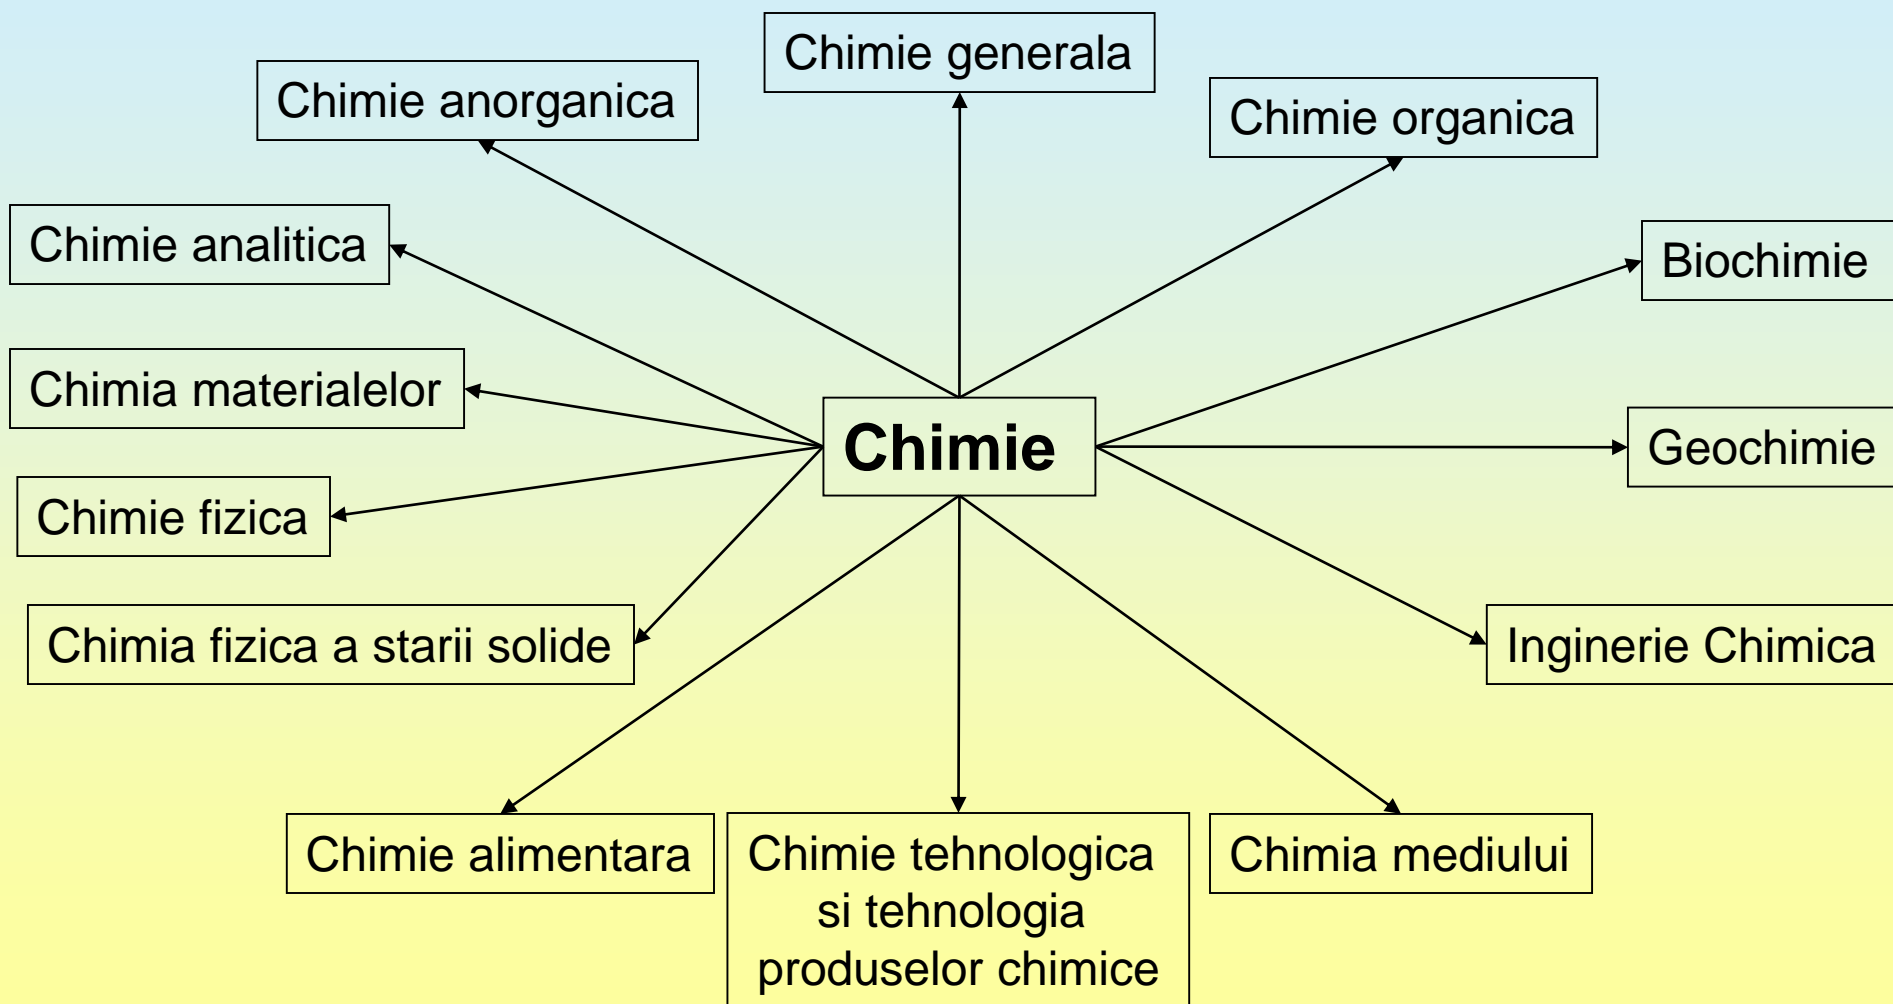 Chimie generala
Chimie anorganica
Chimie organica
Chimie analitica
Biochimie
Chimia materialelor
Chimie
Geochimie
Chimie fizica
Chimia fizica a starii solide
Inginerie Chimica
Chimie alimentara
Chimie tehnologica
si tehnologia
produselor chimice
Chimia mediului